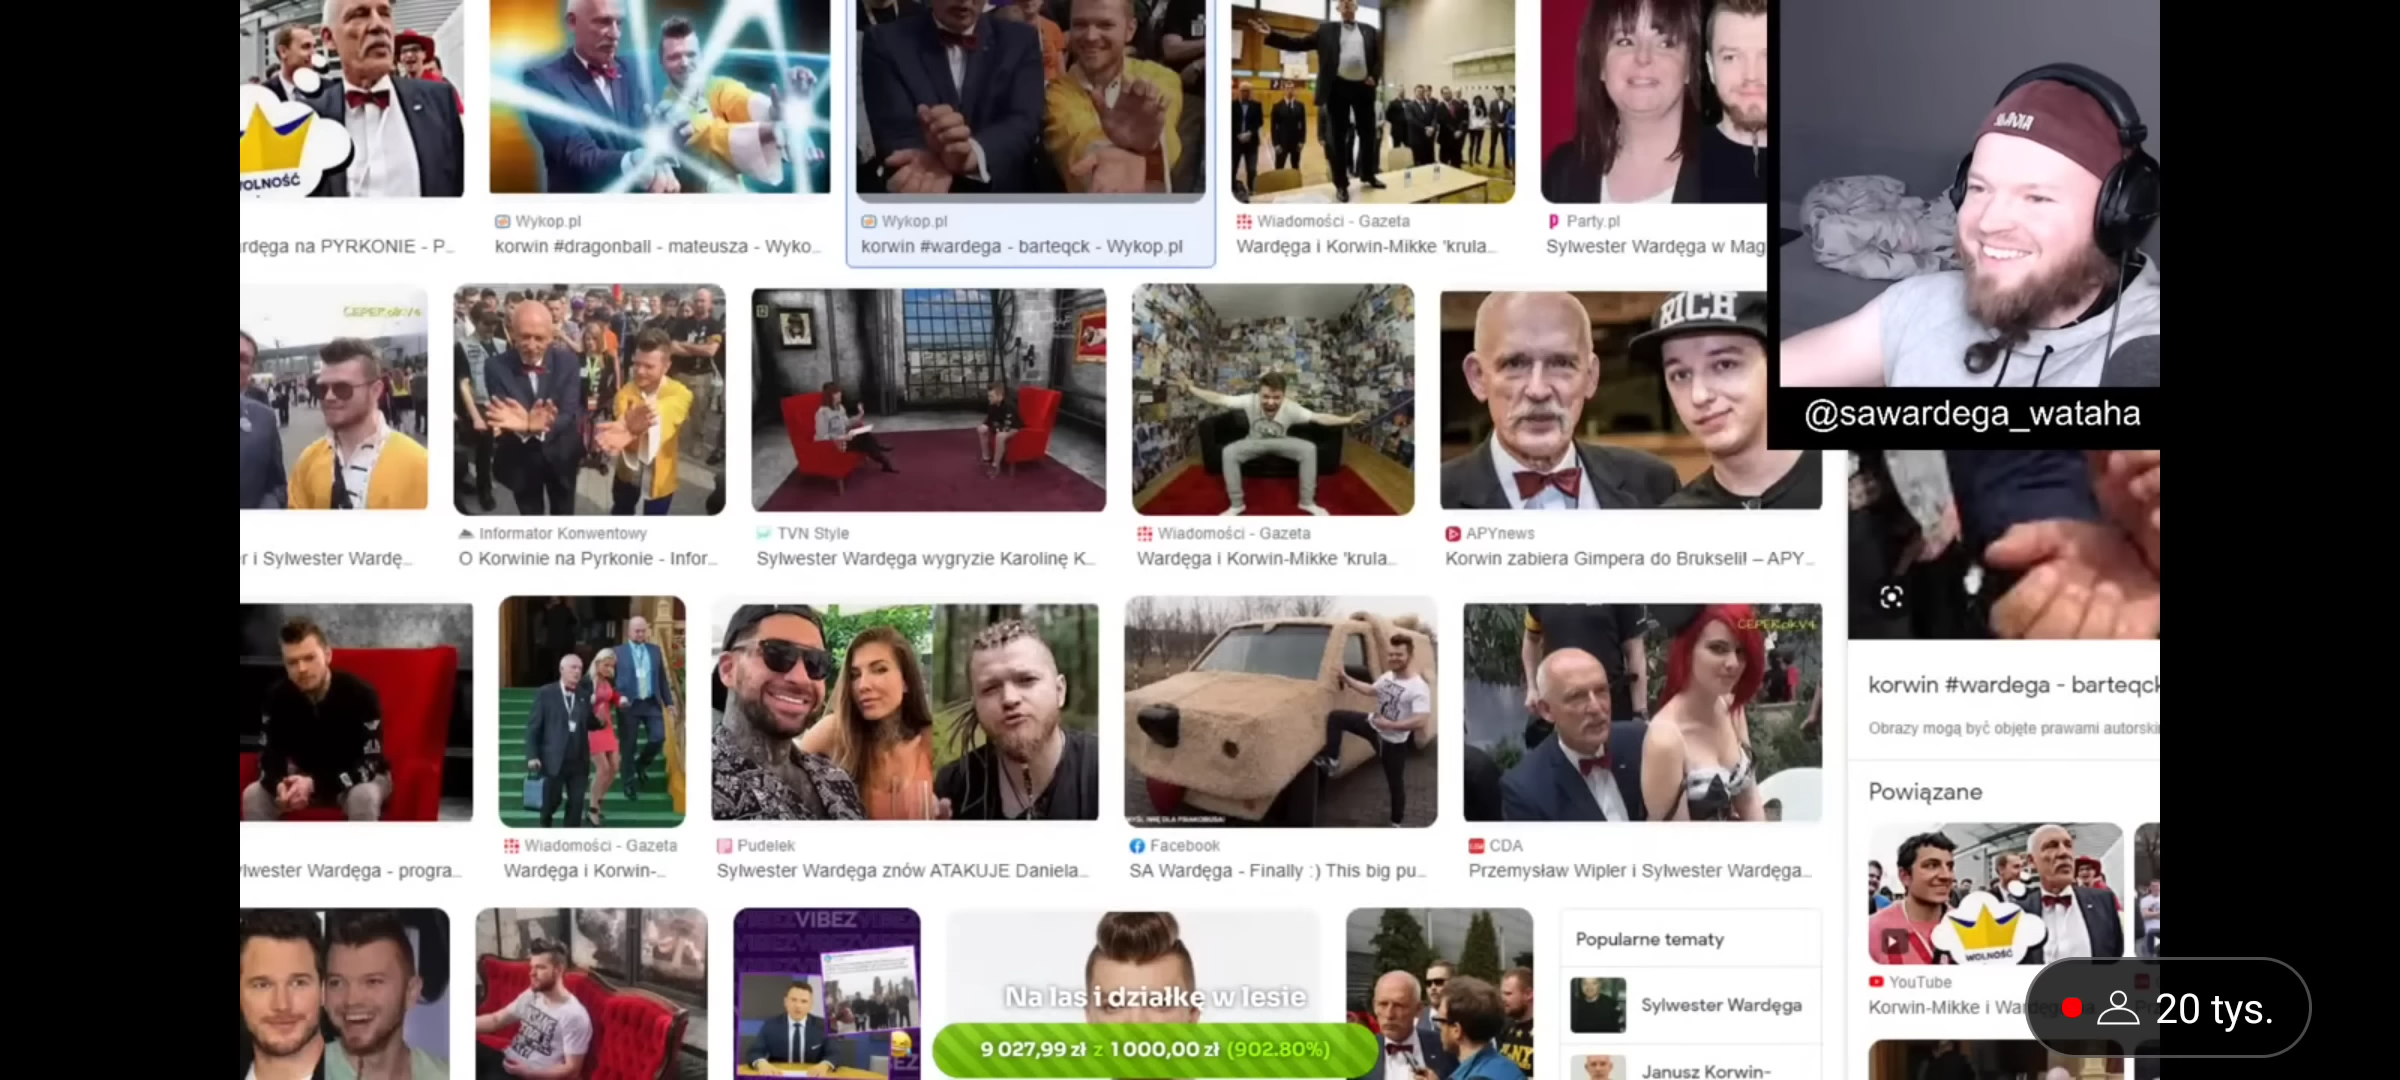 WOLNOŚĆ
rdęga na PYRKONIE - P...
Wykop.pl
korwin #dragonball - mateusza - Wyko...
Wykop.pl
korwin #wardega - barteqck - Wykop.pl
Wiadomości - Gazeta
Wardęga i Korwin-Mikke 'krula...
Party.pl
Sylwester Wardęga w Mag
@sawardega_wataha
RICH
r i Sylwester Wardę...
Informator Konwentowy
O Korwinie na Pyrkonie - Infor...
TVN Style
Sylwester Wardęga wygryzie Karolinę K...
Wiadomości - Gazeta
Wardęga i Korwin-Mikke 'krula...
APYnews
Korwin zabiera Gimpera do Brukseli! – APY...
lwester Wardęga - progra...
Wiadomości - Gazeta
Wardęga i Korwin-...
Pudelek
Sylwester Wardęga znów ATAKUJE Daniela...
Facebook
SA Wardęga - Finally :) This big pu...
CDA
Przemysław Wipler i Sylwester Wardęga...
korwin #wardega - barteqck
Obrazy mogą być objęte prawami autorski
Powiązane
WOLNOŚĆ
YouTube
Korwin-Mikke i Wardęga
VIBEZ
Na las i działkę w lesie
9 027,99 zł z 1 000,00 zł (902.80%)
Popularne tematy
Sylwester Wardęga
Janusz Korwin-
20 tys.